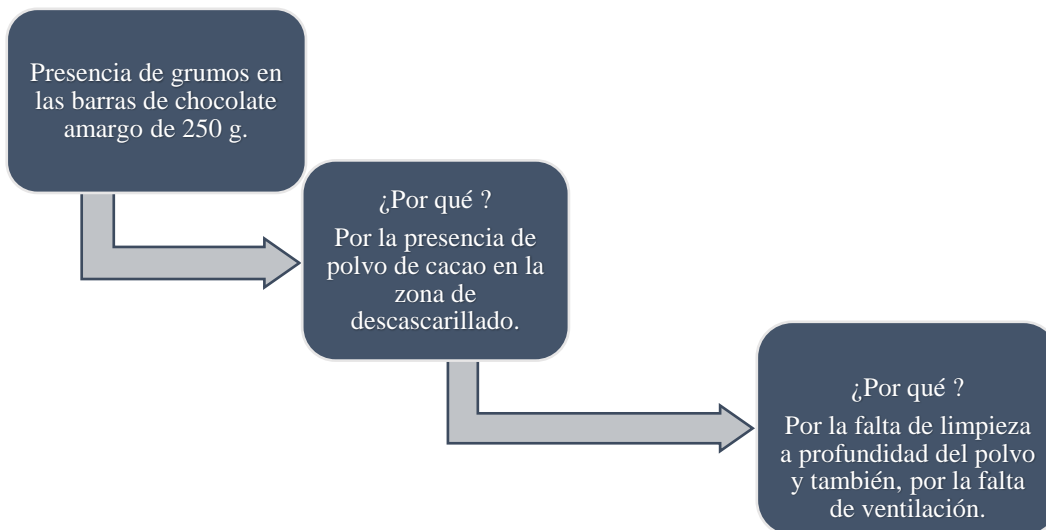 Presencia de grumos en
las barras de chocolate
amargo de 250 g.
¿Por qué ?
Por la presencia de
polvo de cacao en la
zona de
descascarillado.
¿Por qué ?
Por la falta de limpieza
a profundidad del polvo
y también, por la falta
de ventilación.